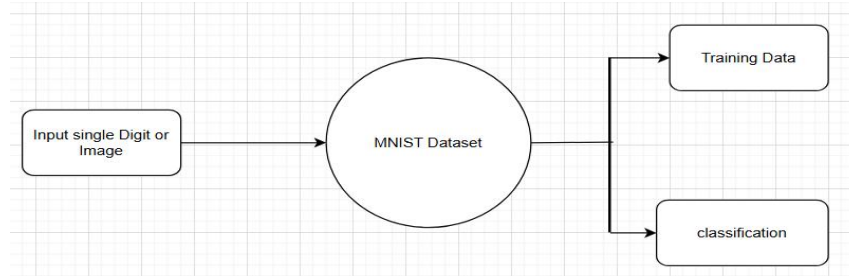 Training Data
Input single Digit or
Image
MNIST Dataset
classification